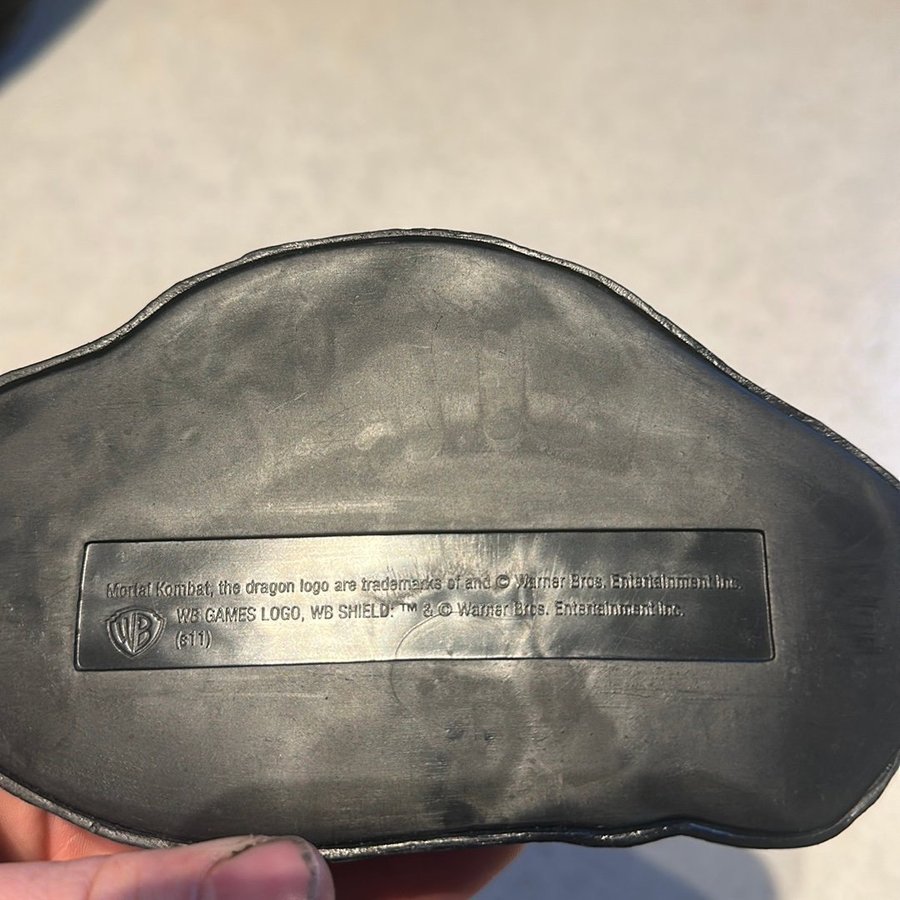 Mortal Kombat, the dragon logo are trademarks of and © Warner Bros. Entertainment Inc.
WB GAMES LOGO, WB SHIELD: ™ & © Warner Bros. Entertainment Inc.
WB
(s11)